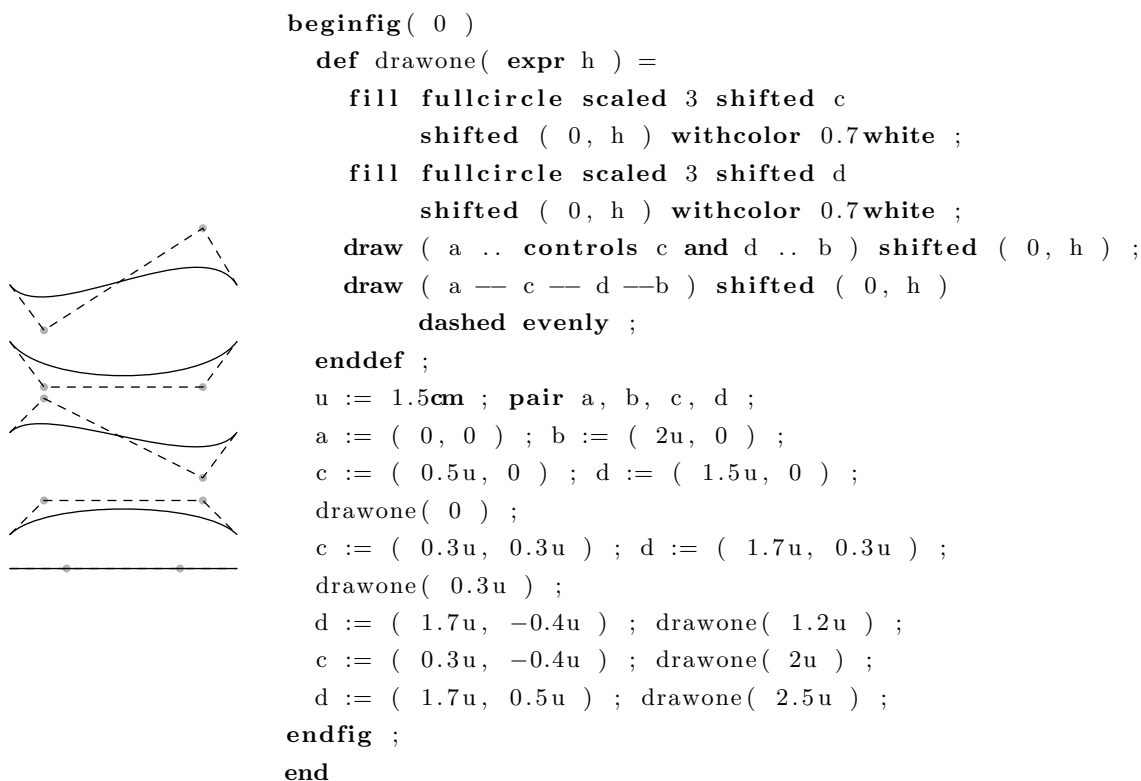 beginfig( 0 )
def drawone( expr h ) =
fill fullcircle scaled 3 shifted c
shifted ( 0, h ) withcolor 0.7white ;
fill fullcircle scaled 3 shifted d
shifted ( 0, h ) withcolor 0.7white ;
draw ( a .. controls c and d .. b ) shifted ( 0, h ) ;
draw ( a –– c –– d ––b ) shifted ( 0, h )
dashed evenly ;
enddef ;
u := 1.5cm ; pair a, b, c, d ;
a := ( 0, 0 ) ; b := ( 2u, 0 ) ;
c := ( 0.5u, 0 ) ; d := ( 1.5u, 0 ) ;
drawone( 0 ) ;
c := ( 0.3u, 0.3u ) ; d := ( 1.7u, 0.3u ) ;
drawone( 0.3u ) ;
d := ( 1.7u, −0.4u ) ; drawone( 1.2u ) ;
c := ( 0.3u, −0.4u ) ; drawone( 2u ) ;
d := ( 1.7u, 0.5u ) ; drawone( 2.5u ) ;
endfig ;
end